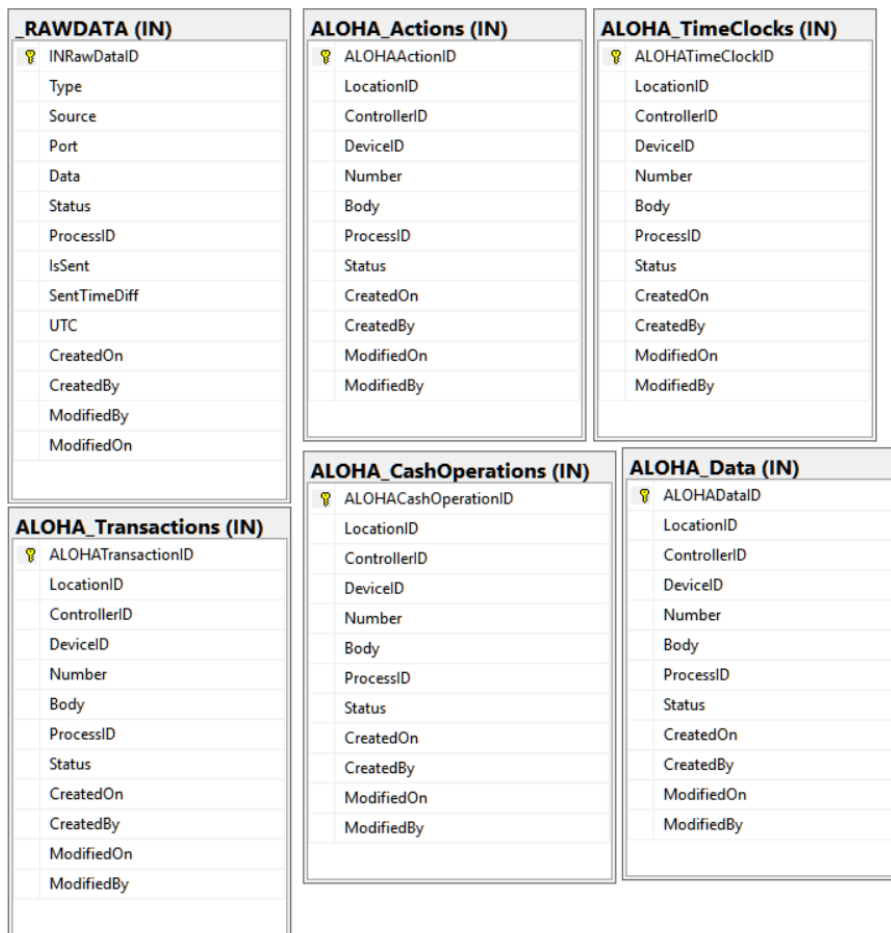 _RAWDATA (IN)
INRawDataID
Type
Source
Port
Data
Status
ProcessID
IsSent
SentTimeDiff
UTC
CreatedOn
CreatedBy
ModifiedBy
ModifiedOn
ALOHA_Actions (IN)
ALOHAActionID
LocationID
ControllerID
DeviceID
Number
Body
ProcessID
Status
CreatedOn
CreatedBy
ModifiedOn
ModifiedBy
ALOHA_TimeClocks (IN)
ALOHATimeClockID
LocationID
ControllerID
DeviceID
Number
Body
ProcessID
Status
CreatedOn
CreatedBy
ModifiedOn
ModifiedBy
ALOHA_Transactions (IN)
ALOHATransactionID
LocationID
ControllerID
DeviceID
Number
Body
ProcessID
Status
CreatedOn
CreatedBy
ModifiedOn
ModifiedBy
ALOHA_CashOperations (IN)
ALOHACashOperationID
LocationID
ControllerID
DeviceID
Number
Body
ProcessID
Status
CreatedOn
CreatedBy
ModifiedOn
ModifiedBy
ALOHA_Data (IN)
ALOHADataID
LocationID
ControllerID
DeviceID
Number
Body
ProcessID
Status
CreatedOn
CreatedBy
ModifiedOn
ModifiedBy